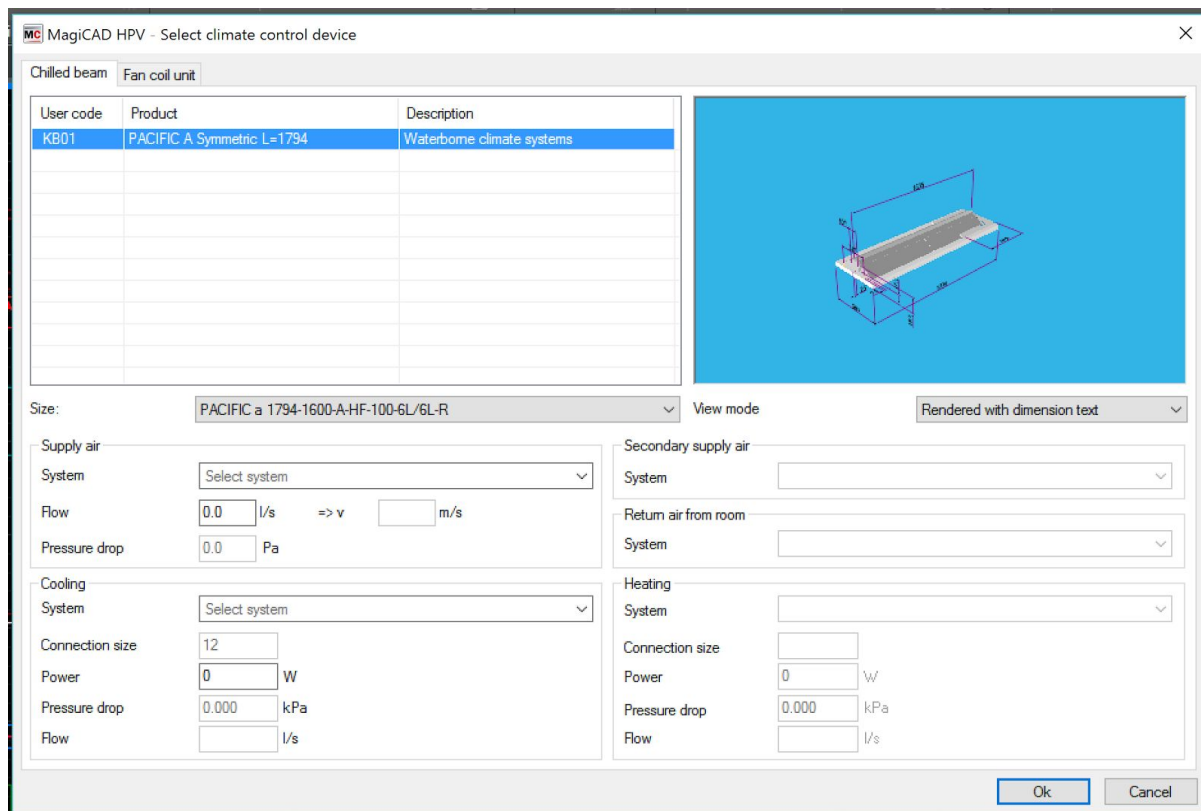 MC MagiCAD HPV - Select climate control device
Chilled beam Fan coil unit
User code Product Description
KB01 PACIFIC A Symmetric L=1794 Waterborne climate systems
Size: PACIFIC a 1794-1600-A-HF-100-6L/6L-R View mode Rendered with dimension text
Supply air
System Select system
Flow 0.0 l/s => v m/s
Pressure drop 0.0 Pa
Secondary supply air
System
Return air from room
System
Cooling
System Select system
Connection size 12
Power 0 W
Pressure drop 0.000 kPa
Flow l/s
Heating
System
Connection size
Power 0 W
Pressure drop 0.000 kPa
Flow l/s
Ok Cancel